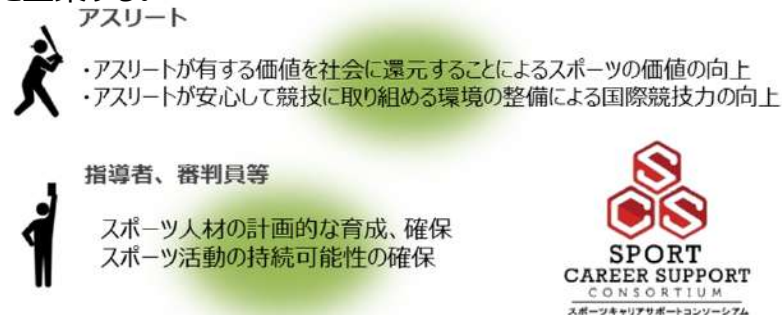 アスリート
・アスリートが有する価値を社会に還元することによるスポーツの価値の向上
・アスリートが安心して競技に取り組める環境の整備による国際競技力の向上
指導者、審判員等
スポーツ人材の計画的な育成、確保
スポーツ活動の持続可能性の確保
SCS
SPORT
CAREER SUPPORT
CONSORTIUM
スポーツキャリアサポートコンソーシアム